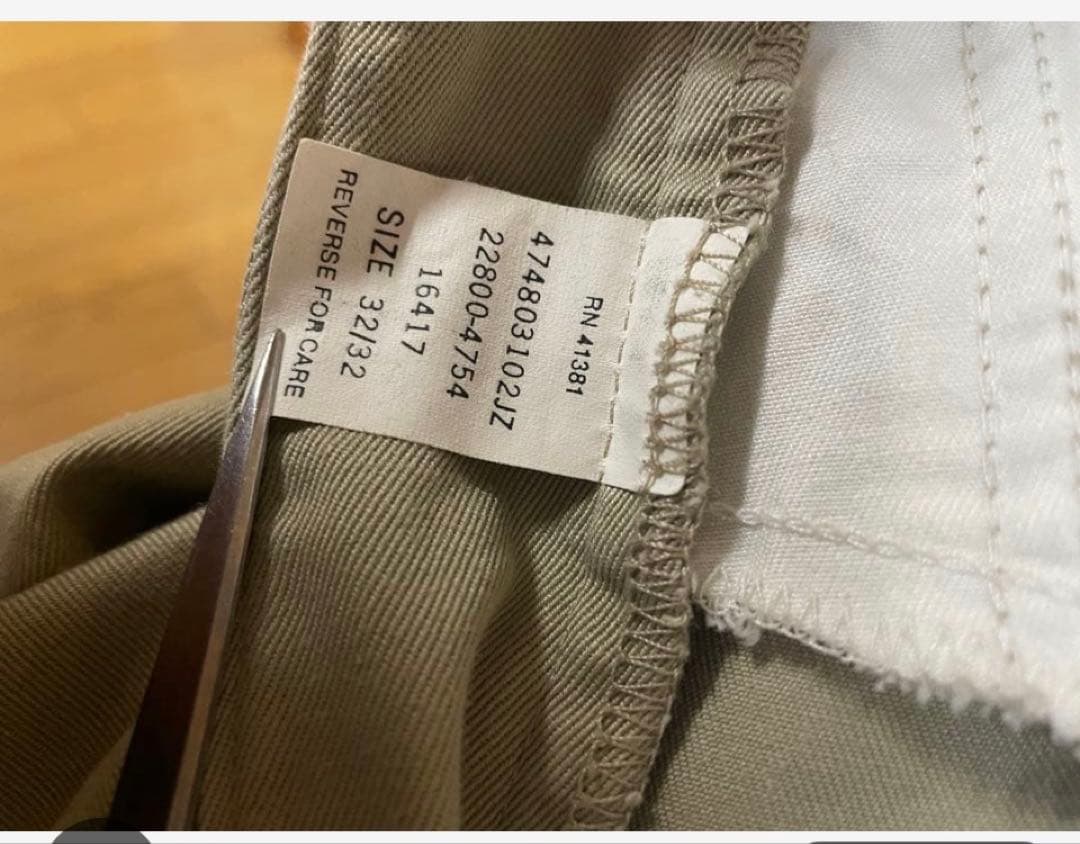 RN 41381
474803102JZ
22800-4754
16417
SIZE 32/32
REVERSE FOR CARE